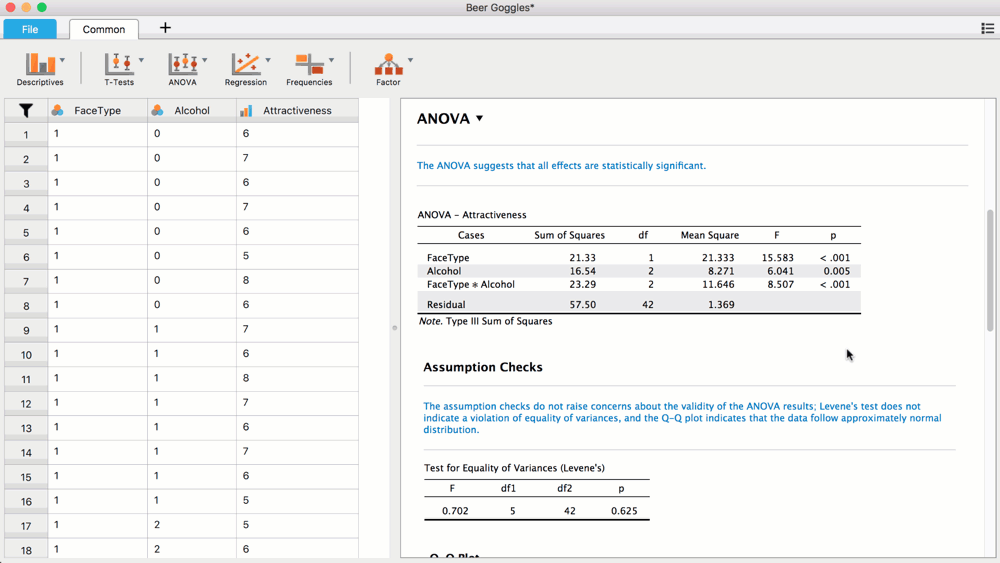 Beer Goggles*
File Common +
Descriptives T-Tests ANOVA Regression Frequencies Factor
FaceType Alcohol Attractiveness
1 1 0 6
2 1 0 7
3 1 0 6
4 1 0 7
5 1 0 6
6 1 0 5
7 1 0 8
8 1 0 6
9 1 1 7
10 1 1 6
11 1 1 8
12 1 1 7
13 1 1 6
14 1 1 7
15 1 1 6
16 1 1 5
17 1 2 5
18 1 2 6
ANOVA
The ANOVA suggests that all effects are statistically significant.
ANOVA - Attractiveness
Cases Sum of Squares df Mean Square F p
FaceType 21.33 1 21.333 15.583 < .001
Alcohol 16.54 2 8.271 6.041 0.005
FaceType * Alcohol 23.29 2 11.646 8.507 < .001
Residual 57.50 42 1.369
Note. Type III Sum of Squares
Assumption Checks
The assumption checks do not raise concerns about the validity of the ANOVA results; Levene's test does not
indicate a violation of equality of variances, and the Q-Q plot indicates that the data follow approximately normal
distribution.
Test for Equality of Variances (Levene's)
F df1 df2 p
0.702 5 42 0.625
Q-Q Plot